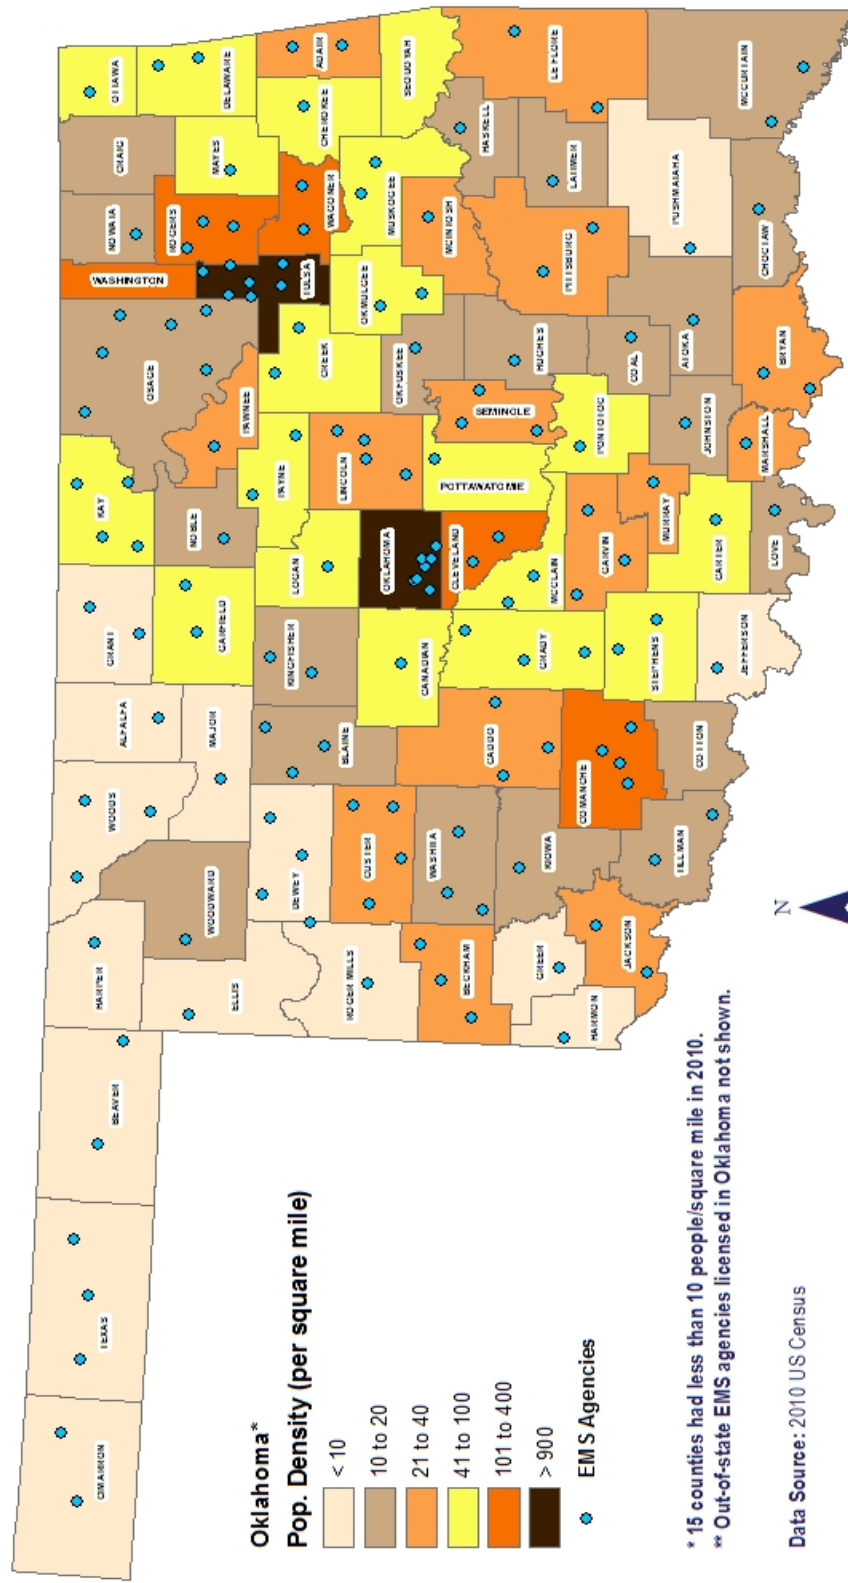 CIMARRON
TEXAS
BEAVER
HARPER
WOODS
ALFALFA
GRANT
KAY
WASHINGTON
NOWATA
CRAIG
OTTAWA
OSAGE
ROGERS
MAYES
DELAWARE
ELLIS
WOODWARD
MAJOR
GARFIELD
NOBLE
PAWNEE
TULSA
WAGONER
CHEROKEE
ADAIR
DEWEY
BLAINE
KINGFISHER
LOGAN
PAYNE
CREEK
OKMULGEE
MUSKOGEE
SEQUOYAH
ROGER MILLS
CUSTER
CANADIAN
OKLAHOMA
LINCOLN
OKFUSKEE
MCINTOSH
HASKELL
BECKHAM
WASHITA
CADDO
GRADY
CLEVELAND
MCCLAIN
POTTAWATOMIE
SEMINOLE
HUGHES
PITTSBURG
LATIMER
LE FLORE
GREER
KIOWA
HARMON
JACKSON
COMANCHE
STEPHENS
GARVIN
PONTOTOC
COAL
ATOKA
PUSHMATAHA
MCCURTAIN
TILLMAN
COTTON
JEFFERSON
CARTER
MURRAY
JOHNSTON
LOVE
MARSHALL
BRYAN
CHOCTAW
Oklahoma*
Pop. Density (per square mile)
< 10
10 to 20
21 to 40
41 to 100
101 to 400
> 900
EMS Agencies
N
* 15 counties had less than 10 people/square mile in 2010.
** Out-of-state EMS agencies licensed in Oklahoma not shown.
Data Source: 2010 US Census